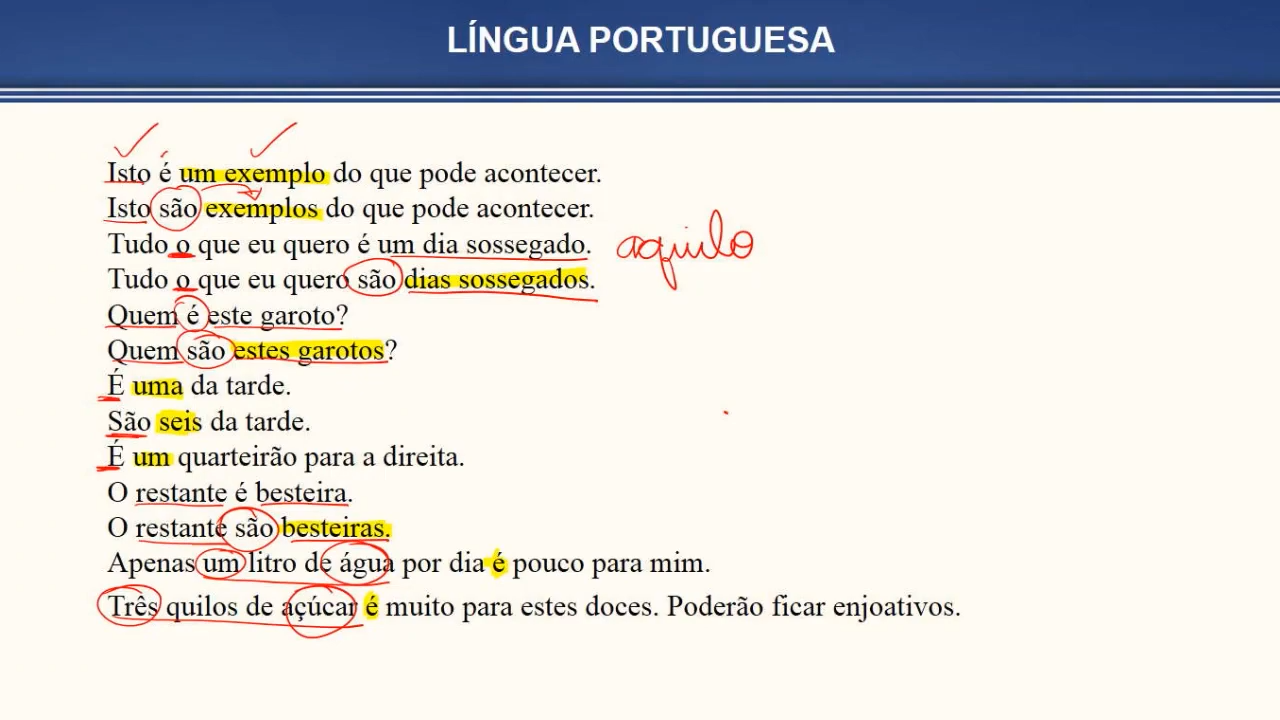 LÍNGUA PORTUGUESA
Isto é um exemplo do que pode acontecer.
Isto são exemplos do que pode acontecer.
Tudo o que eu quero é um dia sossegado.
aquilo
Tudo o que eu quero são dias sossegados.
Quem é este garoto?
Quem são estes garotos?
É uma da tarde.
São seis da tarde.
É um quarteirão para a direita.
O restante é besteira.
O restante são besteiras.
Apenas um litro de água por dia é pouco para mim.
Três quilos de açúcar é muito para estes doces. Poderão ficar enjoativos.